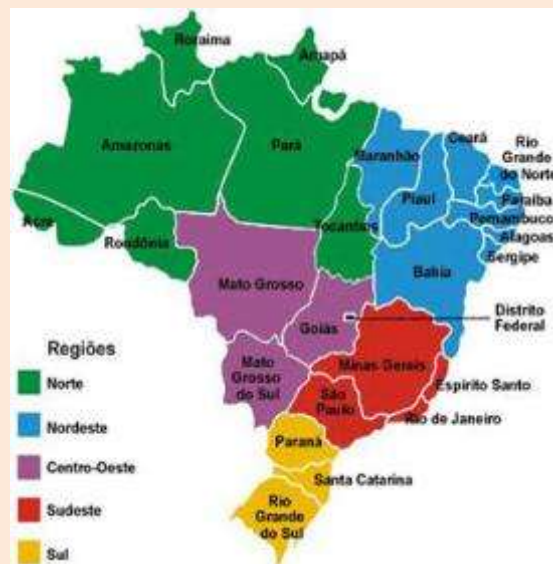 Roraima
Amapá
Amazonas
Pará
Maranhão
Ceará
Rio
Grande
do Norte
Piauí
Paraíba
Pernambuco
Alagoas
Sergipe
Acre
Rondônia
Tocantins
Mato Grosso
Bahia
Goiás
Distrito
Federal
Mato
Grosso
do Sul
Minas Gerais
Espírito Santo
São
Paulo
Rio de Janeiro
Paraná
Santa Catarina
Rio
Grande
do Sul
Regiões
Norte
Nordeste
Centro-Oeste
Sudeste
Sul